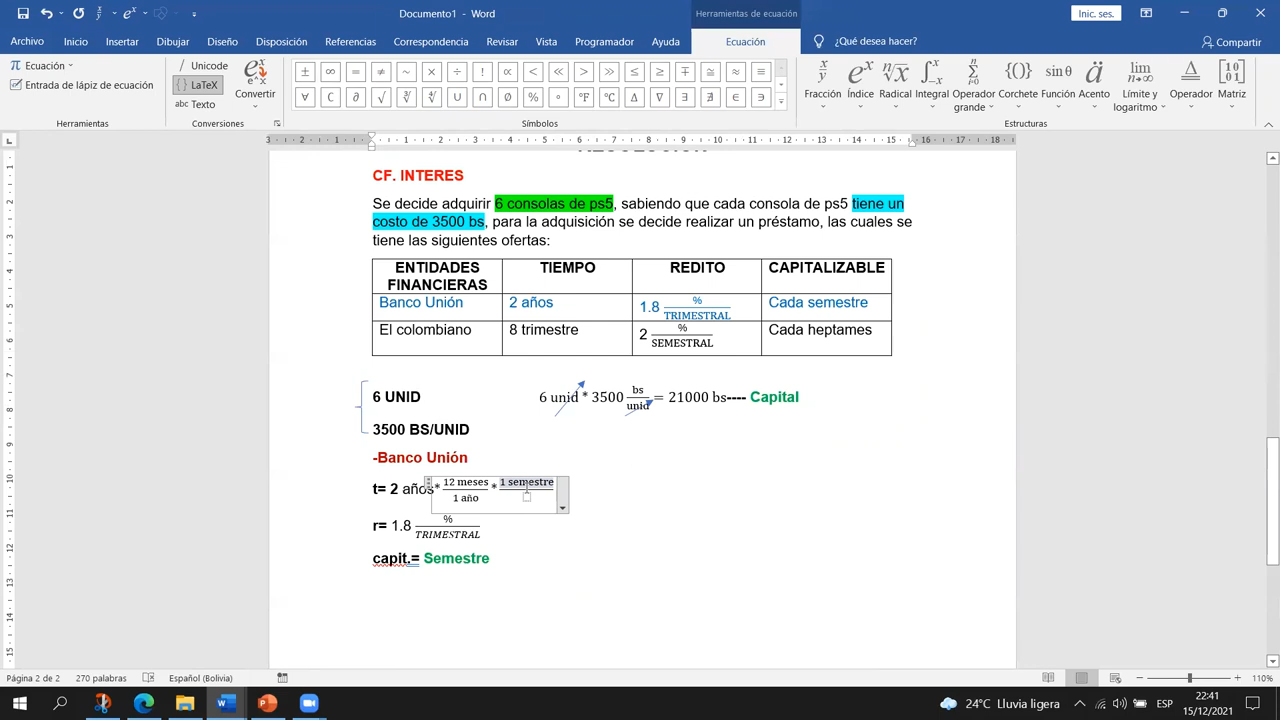 Herramientas de ecuación
Inic. ses.
Archivo Inicio Insertar Dibujar Diseño Disposición Referencias Correspondencia Revisar Vista Programador Ayuda Ecuación ¿Qué desea hacer? Compartir
π Ecuación
Entrada de lápiz de ecuación
Unicode
LaTeX
abc Texto
Convertir
± ∞ = ≠ ~ × ÷ ! ∝ < ≪ > ≫ ≤ ≥ ∓ ≅ ≈ ≡
∀ ∁ ∂ √ ∛ ∜ ∪ ∩ ∅ % ° °F °C ∆ ∇ ∃ ∄ ∈ ∋
Fracción Índice Radical Integral Operador grande Corchete Función Acento Límite y logaritmo Operador Matriz
Herramientas Conversiones Símbolos Estructuras
CF. INTERES
Se decide adquirir 6 consolas de ps5, sabiendo que cada consola de ps5 tiene un
costo de 3500 bs, para la adquisición se decide realizar un préstamo, las cuales se
tiene las siguientes ofertas:
ENTIDADES FINANCIERAS TIEMPO REDITO CAPITALIZABLE
Banco Unión 2 años 1.8 %/TRIMESTRAL Cada semestre
El colombiano 8 trimestre 2 %/SEMESTRAL Cada heptames
6 UNID 6 unid * 3500 bs/unid = 21000 bs---- Capital
3500 BS/UNID
-Banco Unión
t= 2 años* 12 meses/1 año * 1 semestre
r= 1.8 %/TRIMESTRAL
capit.= Semestre
Página 2 de 2 270 palabras Español (Bolivia) 110%
24°C Lluvia ligera ESP 22:41
15/12/2021